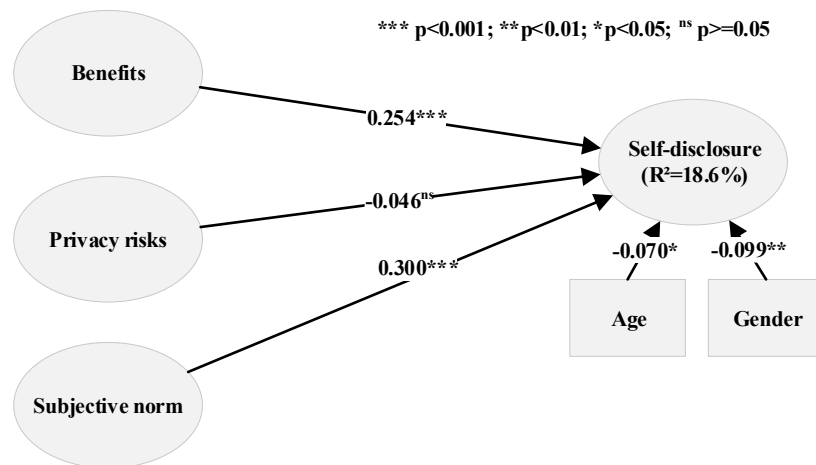 *** p<0.001; **p<0.01; *p<0.05; ns p>=0.05
Benefits
0.254***
Self-disclosure
(R²=18.6%)
-0.046ns
Privacy risks
-0.070*
-0.099**
0.300***
Age
Gender
Subjective norm